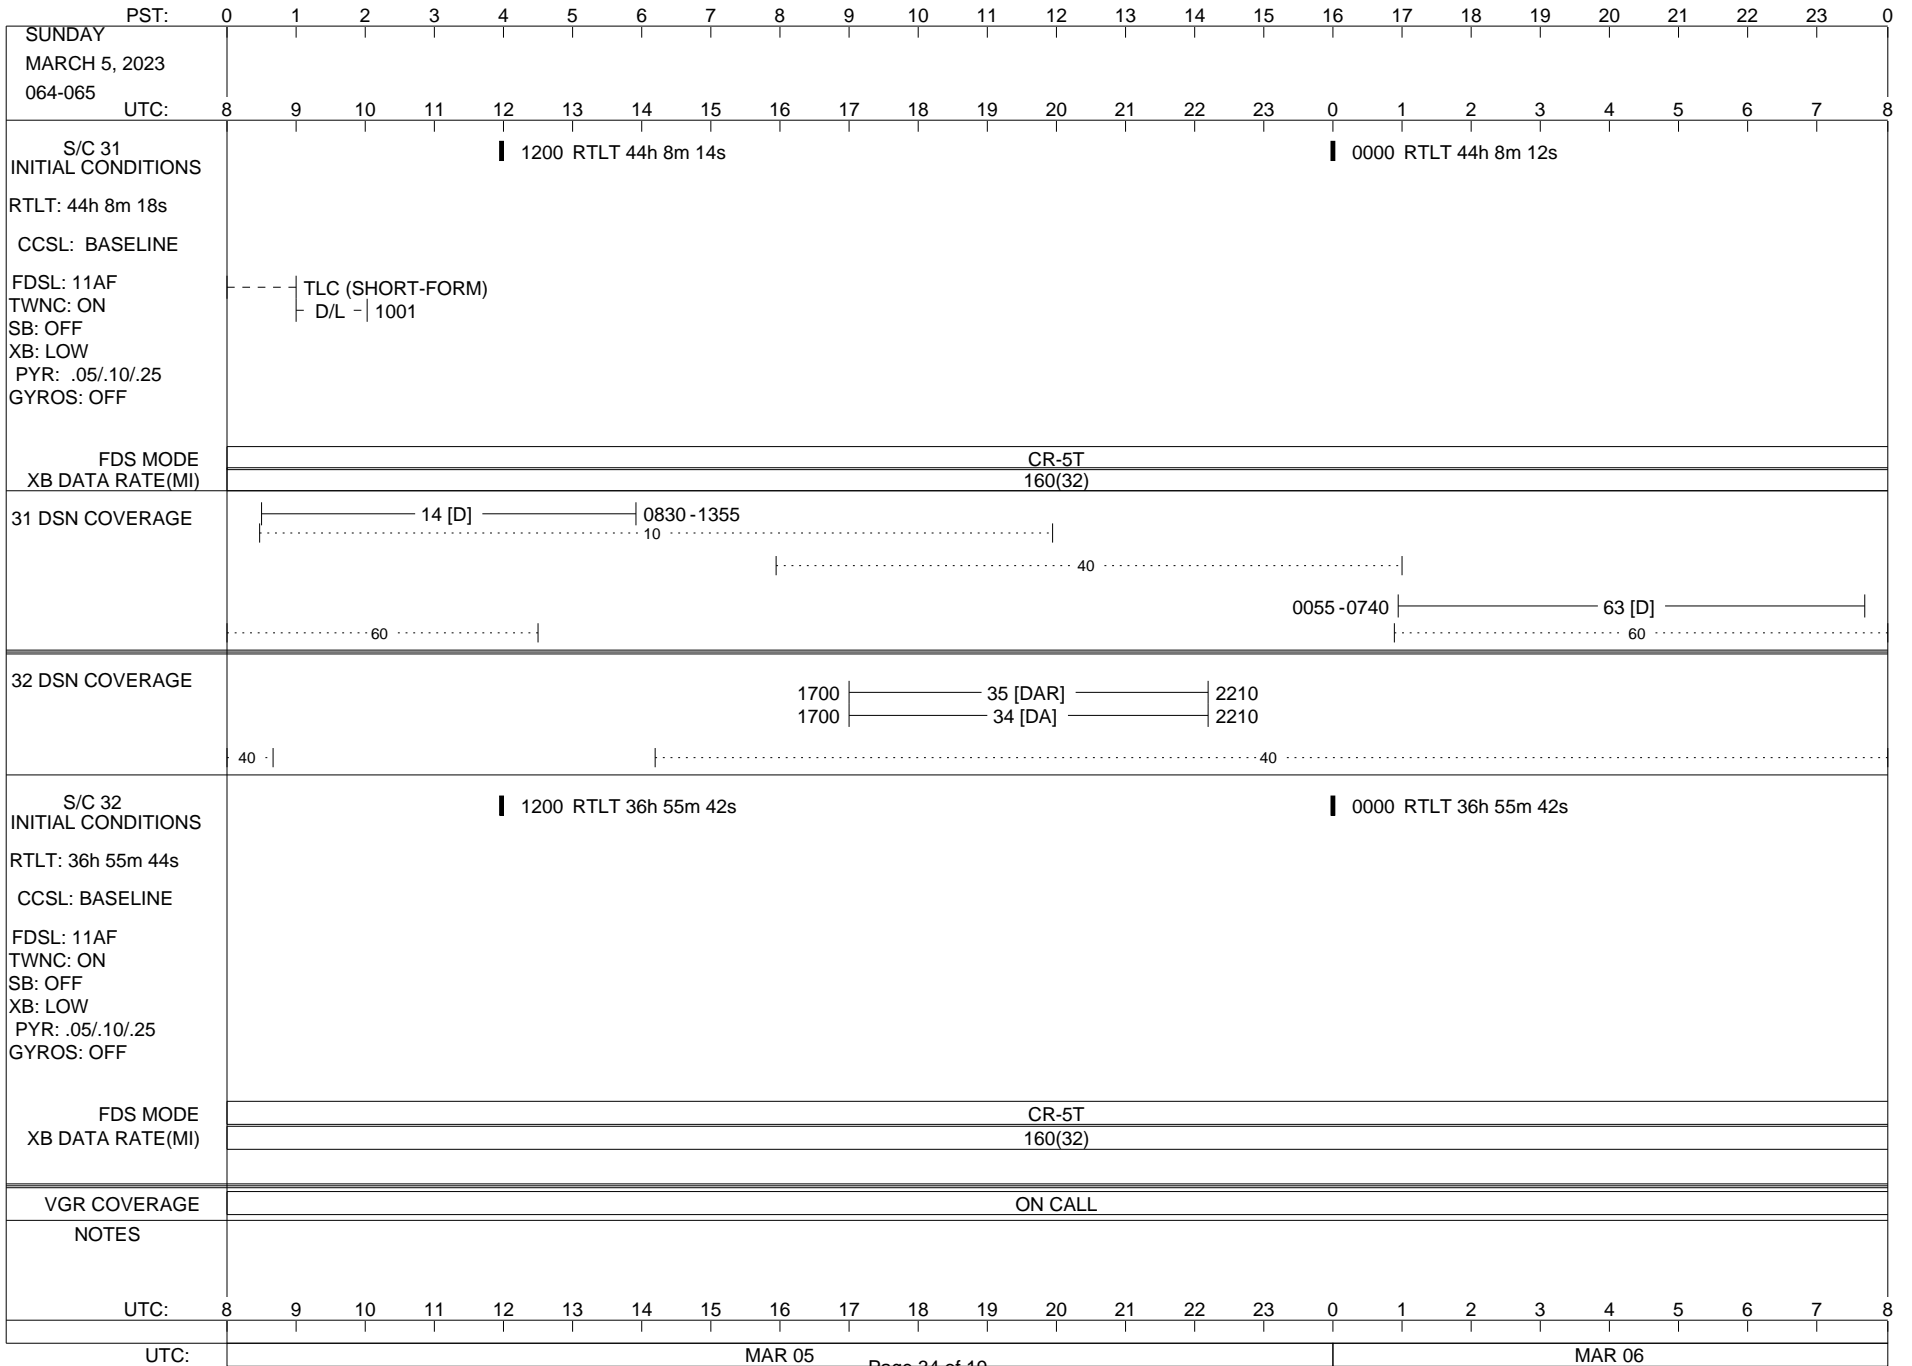 PST: 0 1 2 3 4 5 6 7 8 9 10 11 12 13 14 15 16 17 18 19 20 21 22 23 0
SUNDAY
MARCH 5, 2023
064-065
UTC: 8 9 10 11 12 13 14 15 16 17 18 19 20 21 22 23 0 1 2 3 4 5 6 7 8
S/C 31
INITIAL CONDITIONS
1200 RTLT 44h 8m 14s
0000 RTLT 44h 8m 12s
RTLT: 44h 8m 18s
CCSL: BASELINE
FDSL: 11AF
TWNC: ON
SB: OFF
XB: LOW
PYR: .05/.10/.25
GYROS: OFF
TLC (SHORT-FORM)
D/L 1001
FDS MODE CR-5T
XB DATA RATE(MI) 160(32)
31 DSN COVERAGE
14 [D] 0830-1355
10
40
0055-0740 63 [D]
60 60
32 DSN COVERAGE
1700 35 [DAR] 2210
1700 34 [DA] 2210
40 40
S/C 32
INITIAL CONDITIONS
1200 RTLT 36h 55m 42s
0000 RTLT 36h 55m 42s
RTLT: 36h 55m 44s
CCSL: BASELINE
FDSL: 11AF
TWNC: ON
SB: OFF
XB: LOW
PYR: .05/.10/.25
GYROS: OFF
FDS MODE CR-5T
XB DATA RATE(MI) 160(32)
VGR COVERAGE ON CALL
NOTES
UTC: 8 9 10 11 12 13 14 15 16 17 18 19 20 21 22 23 0 1 2 3 4 5 6 7 8
UTC: MAR 05 MAR 06
Page 24 of 10